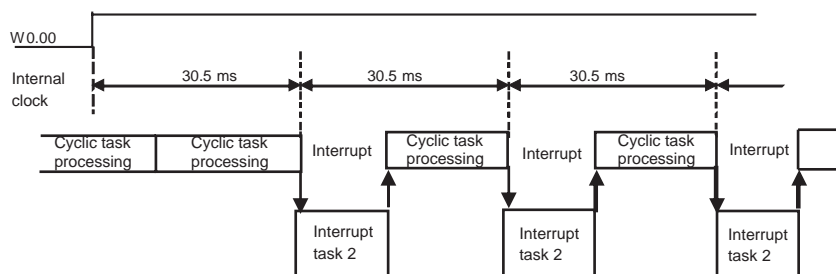 W0.00
Internal
clock
30.5 ms
30.5 ms
30.5 ms
Cyclic task
processing
Cyclic task
processing
Interrupt
Cyclic task
processing
Interrupt
Cyclic task
processing
Interrupt
Interrupt
task 2
Interrupt
task 2
Interrupt
task 2